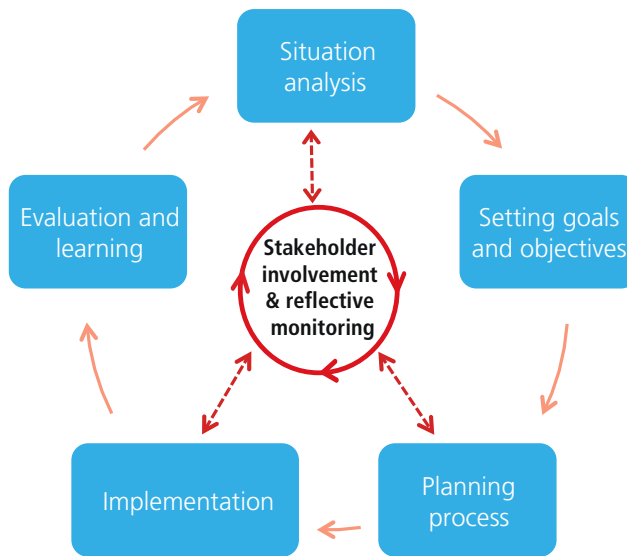 Situation
analysis
Setting goals
and objectives
Planning
process
Implementation
Evaluation and
learning
Stakeholder
involvement
& reflective
monitoring